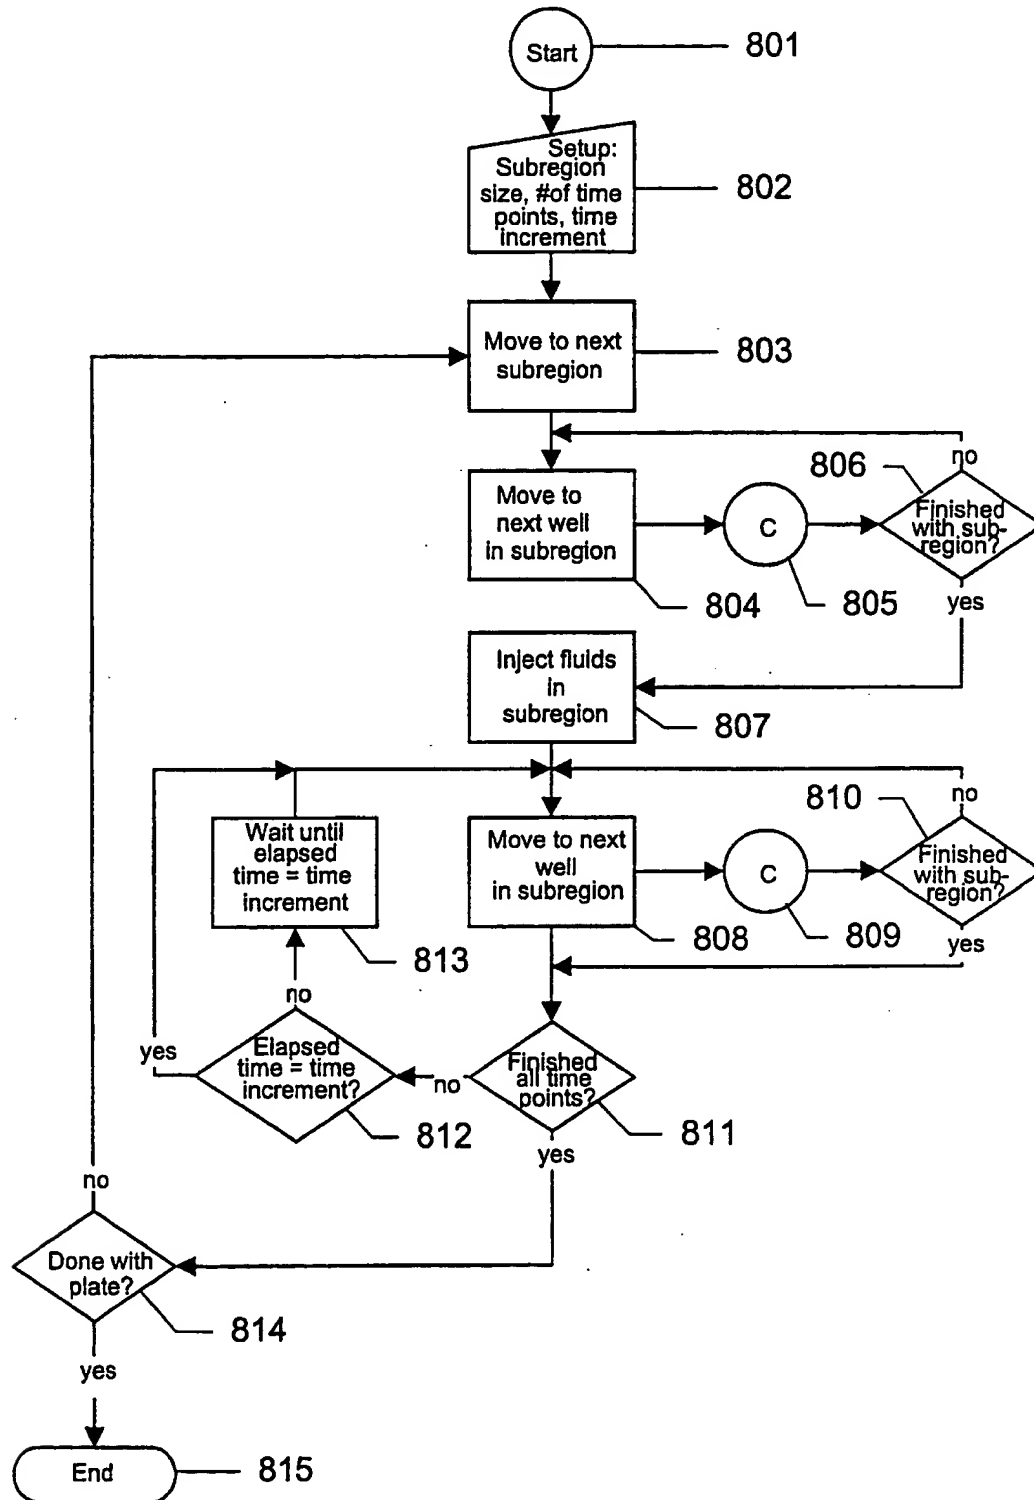 Start
801
Setup:
Subregion
size, #of time
points, time
increment
802
Move to next
subregion
803
no
806
Finished
with sub-
region?
Move to
next well
in subregion
C
804
805
yes
Inject fluids
in
subregion
807
no
810
Wait until
elapsed
time = time
increment
Move to next
well
in subregion
C
Finished
with sub-
region?
813
808
809
yes
no
yes
Elapsed
time = time
increment?
no
Finished
all time
points?
812
811
yes
no
Done with
plate?
814
yes
End
815